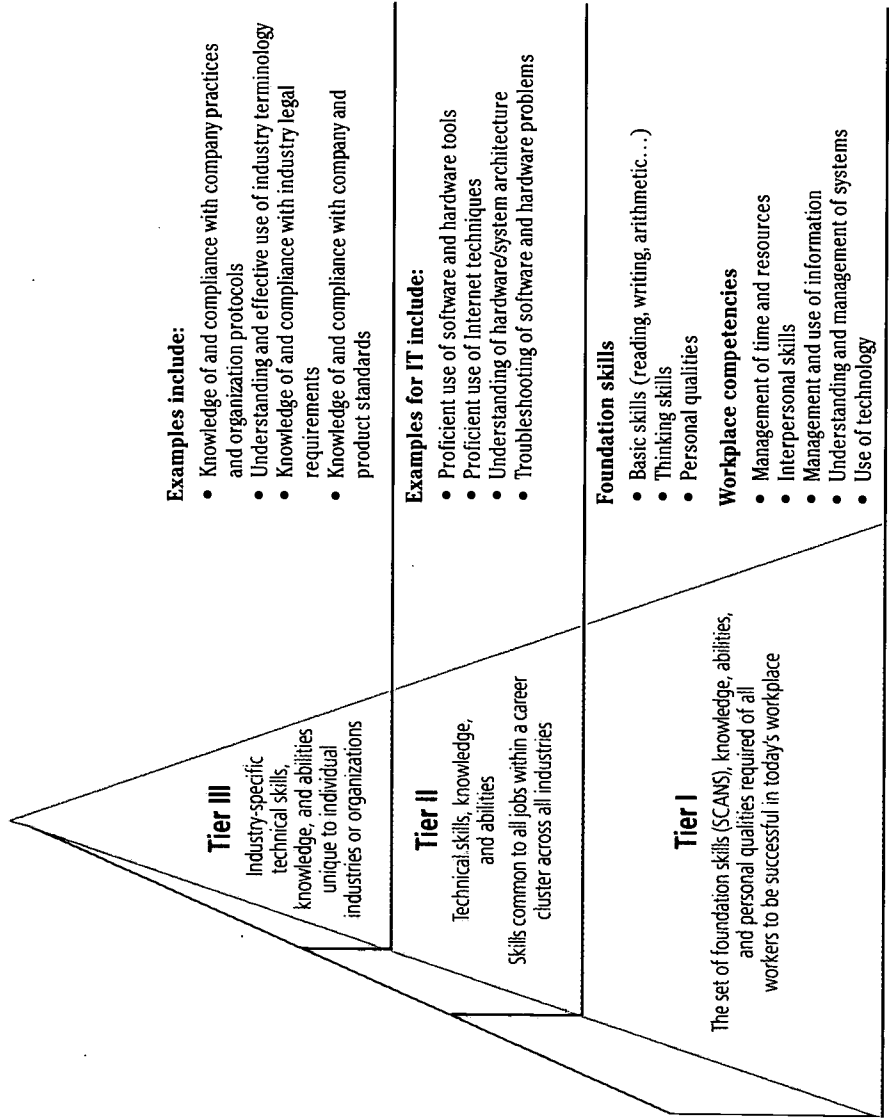 Tier III
Industry-specific
technical skills,
knowledge, and abilities
unique to individual
industries or organizations
Examples include:
• Knowledge of and compliance with company practices
and organization protocols
• Understanding and effective use of industry terminology
• Knowledge of and compliance with industry legal
requirements
• Knowledge of and compliance with company and
product standards
Tier II
Technical skills, knowledge,
and abilities
Skills common to all jobs within a career
cluster across all industries
Examples for IT include:
• Proficient use of software and hardware tools
• Proficient use of Internet techniques
• Understanding of hardware/system architecture
• Troubleshooting of software and hardware problems
Tier I
The set of foundation skills (SCANS), knowledge, abilities,
and personal qualities required of all
workers to be successful in today's workplace
Foundation skills
• Basic skills (reading, writing, arithmetic...)
• Thinking skills
• Personal qualities
Workplace competencies
• Management of time and resources
• Interpersonal skills
• Management and use of information
• Understanding and management of systems
• Use of technology